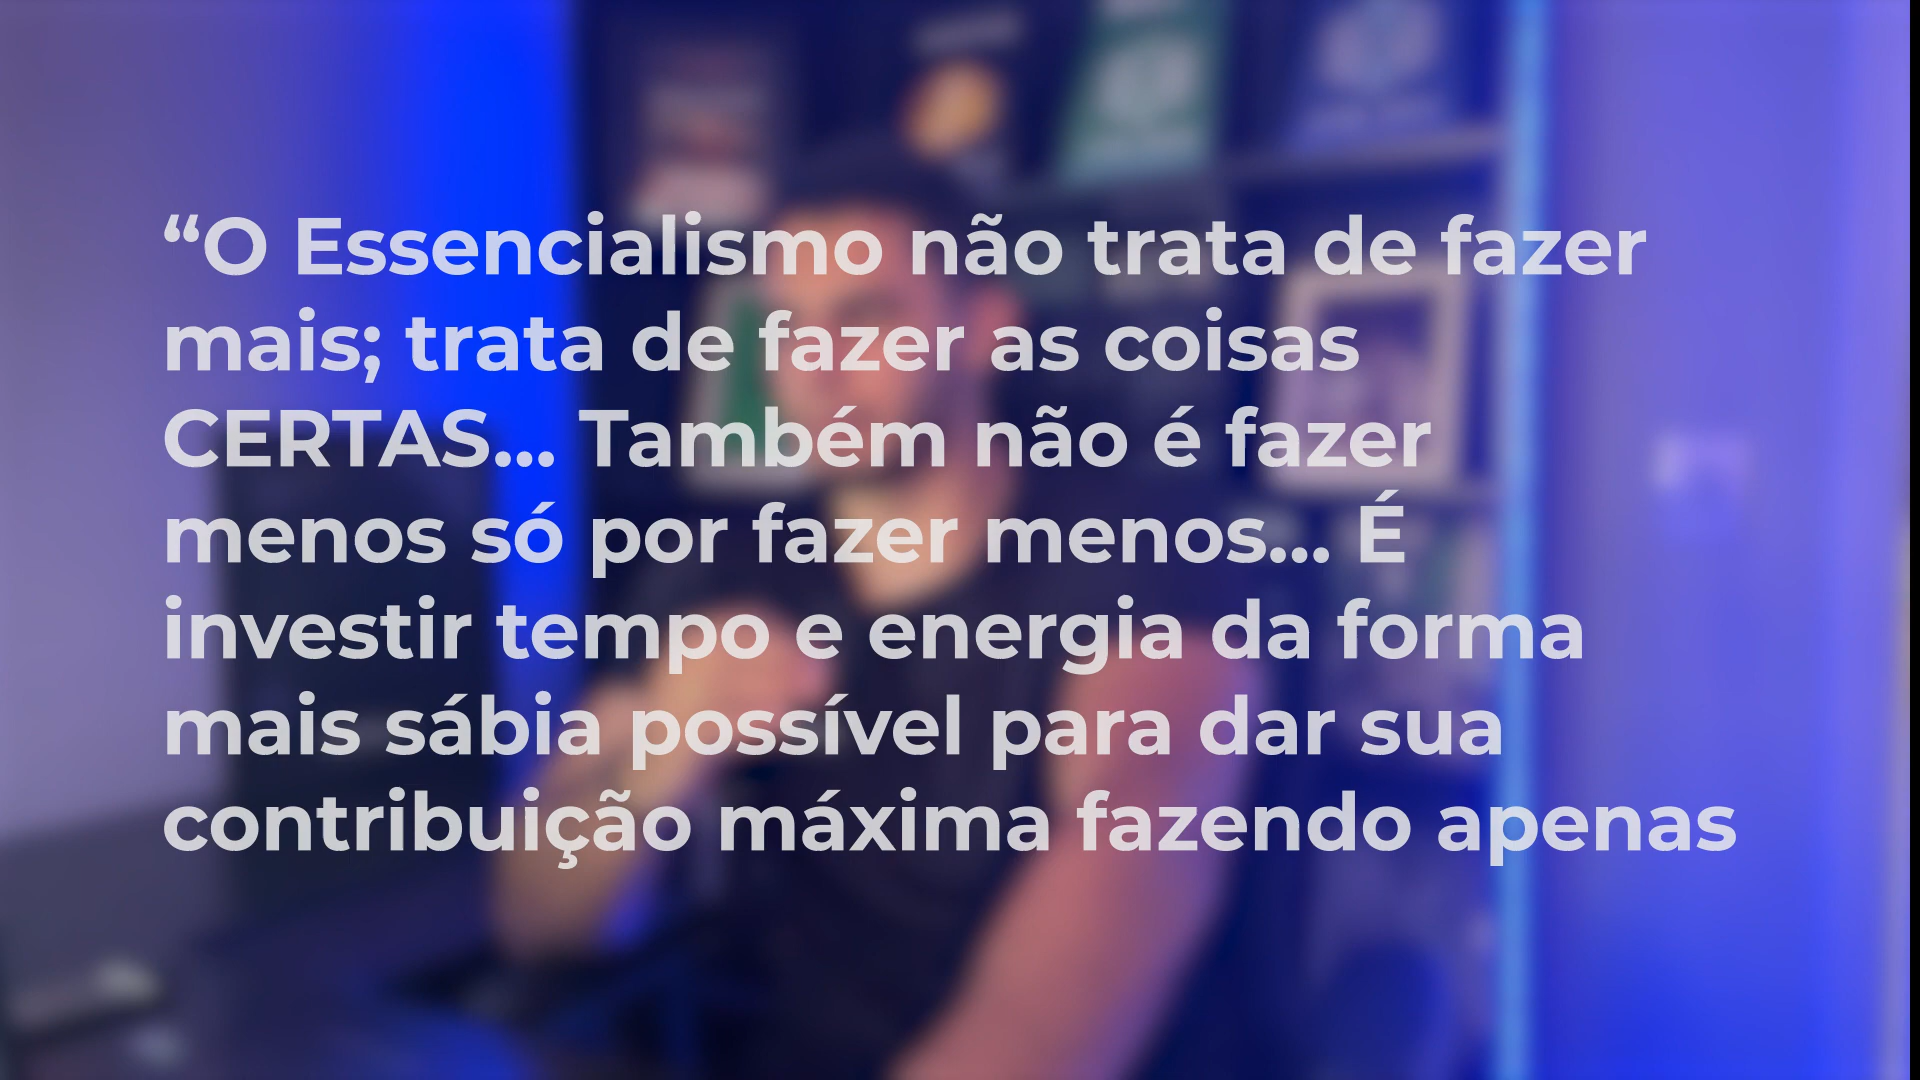 “O Essencialismo não trata de fazer
mais; trata de fazer as coisas
CERTAS... Também não é fazer
menos só por fazer menos... É
investir tempo e energia da forma
mais sábia possível para dar sua
contribuição máxima fazendo apenas